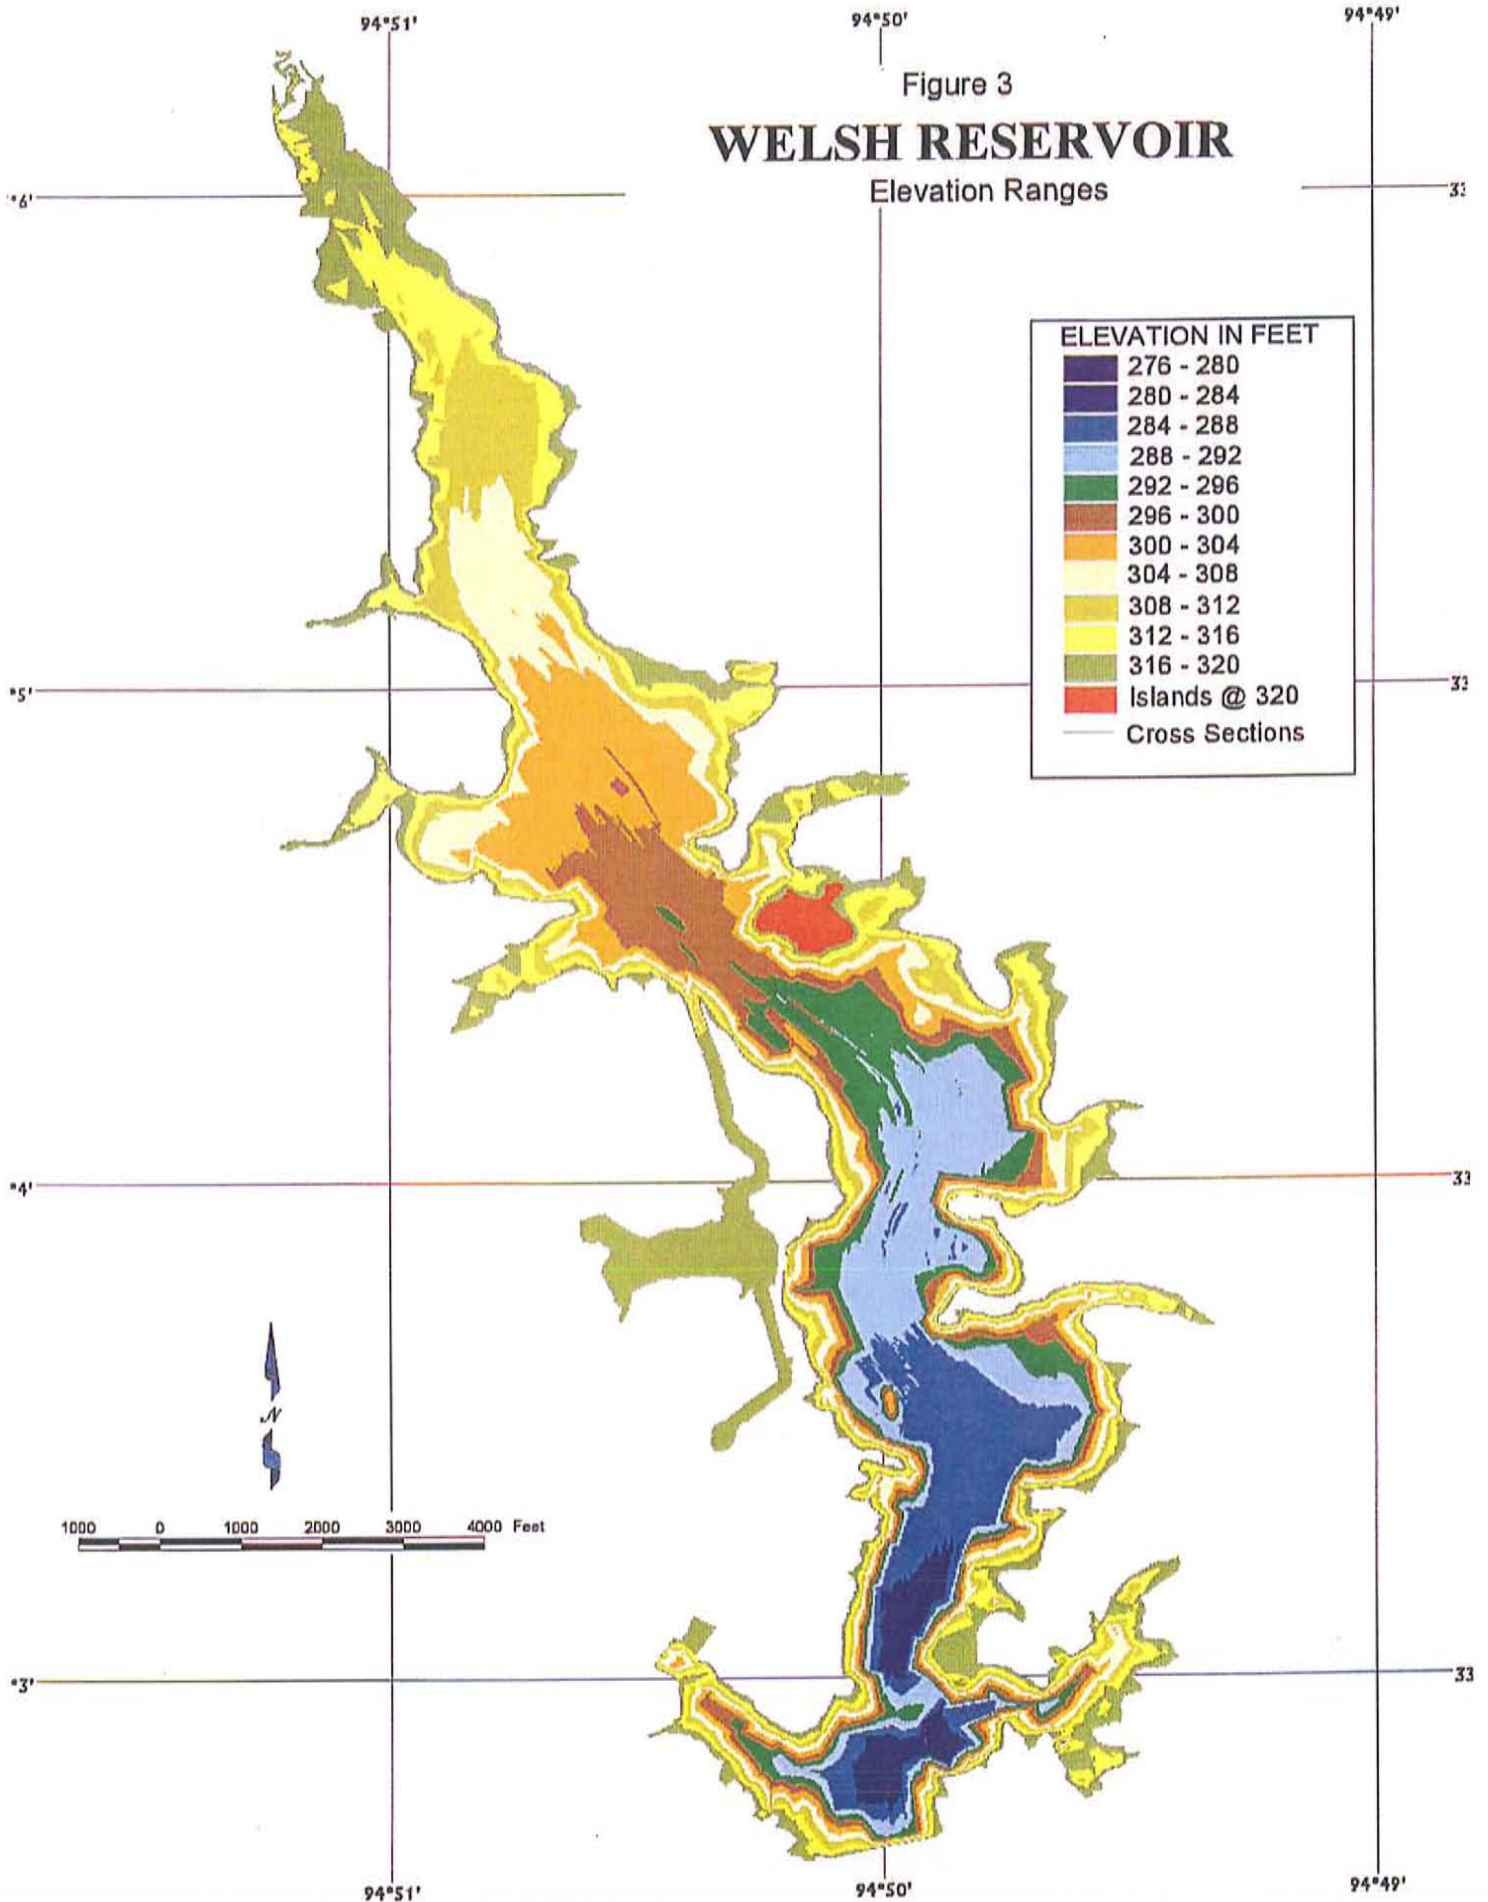 94°51' 94°50' 94°49'
Figure 3
WELSH RESERVOIR
Elevation Ranges
°6' 33
ELEVATION IN FEET
276 - 280
280 - 284
284 - 288
288 - 292
292 - 296
296 - 300
300 - 304
304 - 308
308 - 312
312 - 316
316 - 320
Islands @ 320
Cross Sections
°5' 33
°4' 33
N
1000 0 1000 2000 3000 4000 Feet
°3' 33
94°51' 94°50' 94°49'